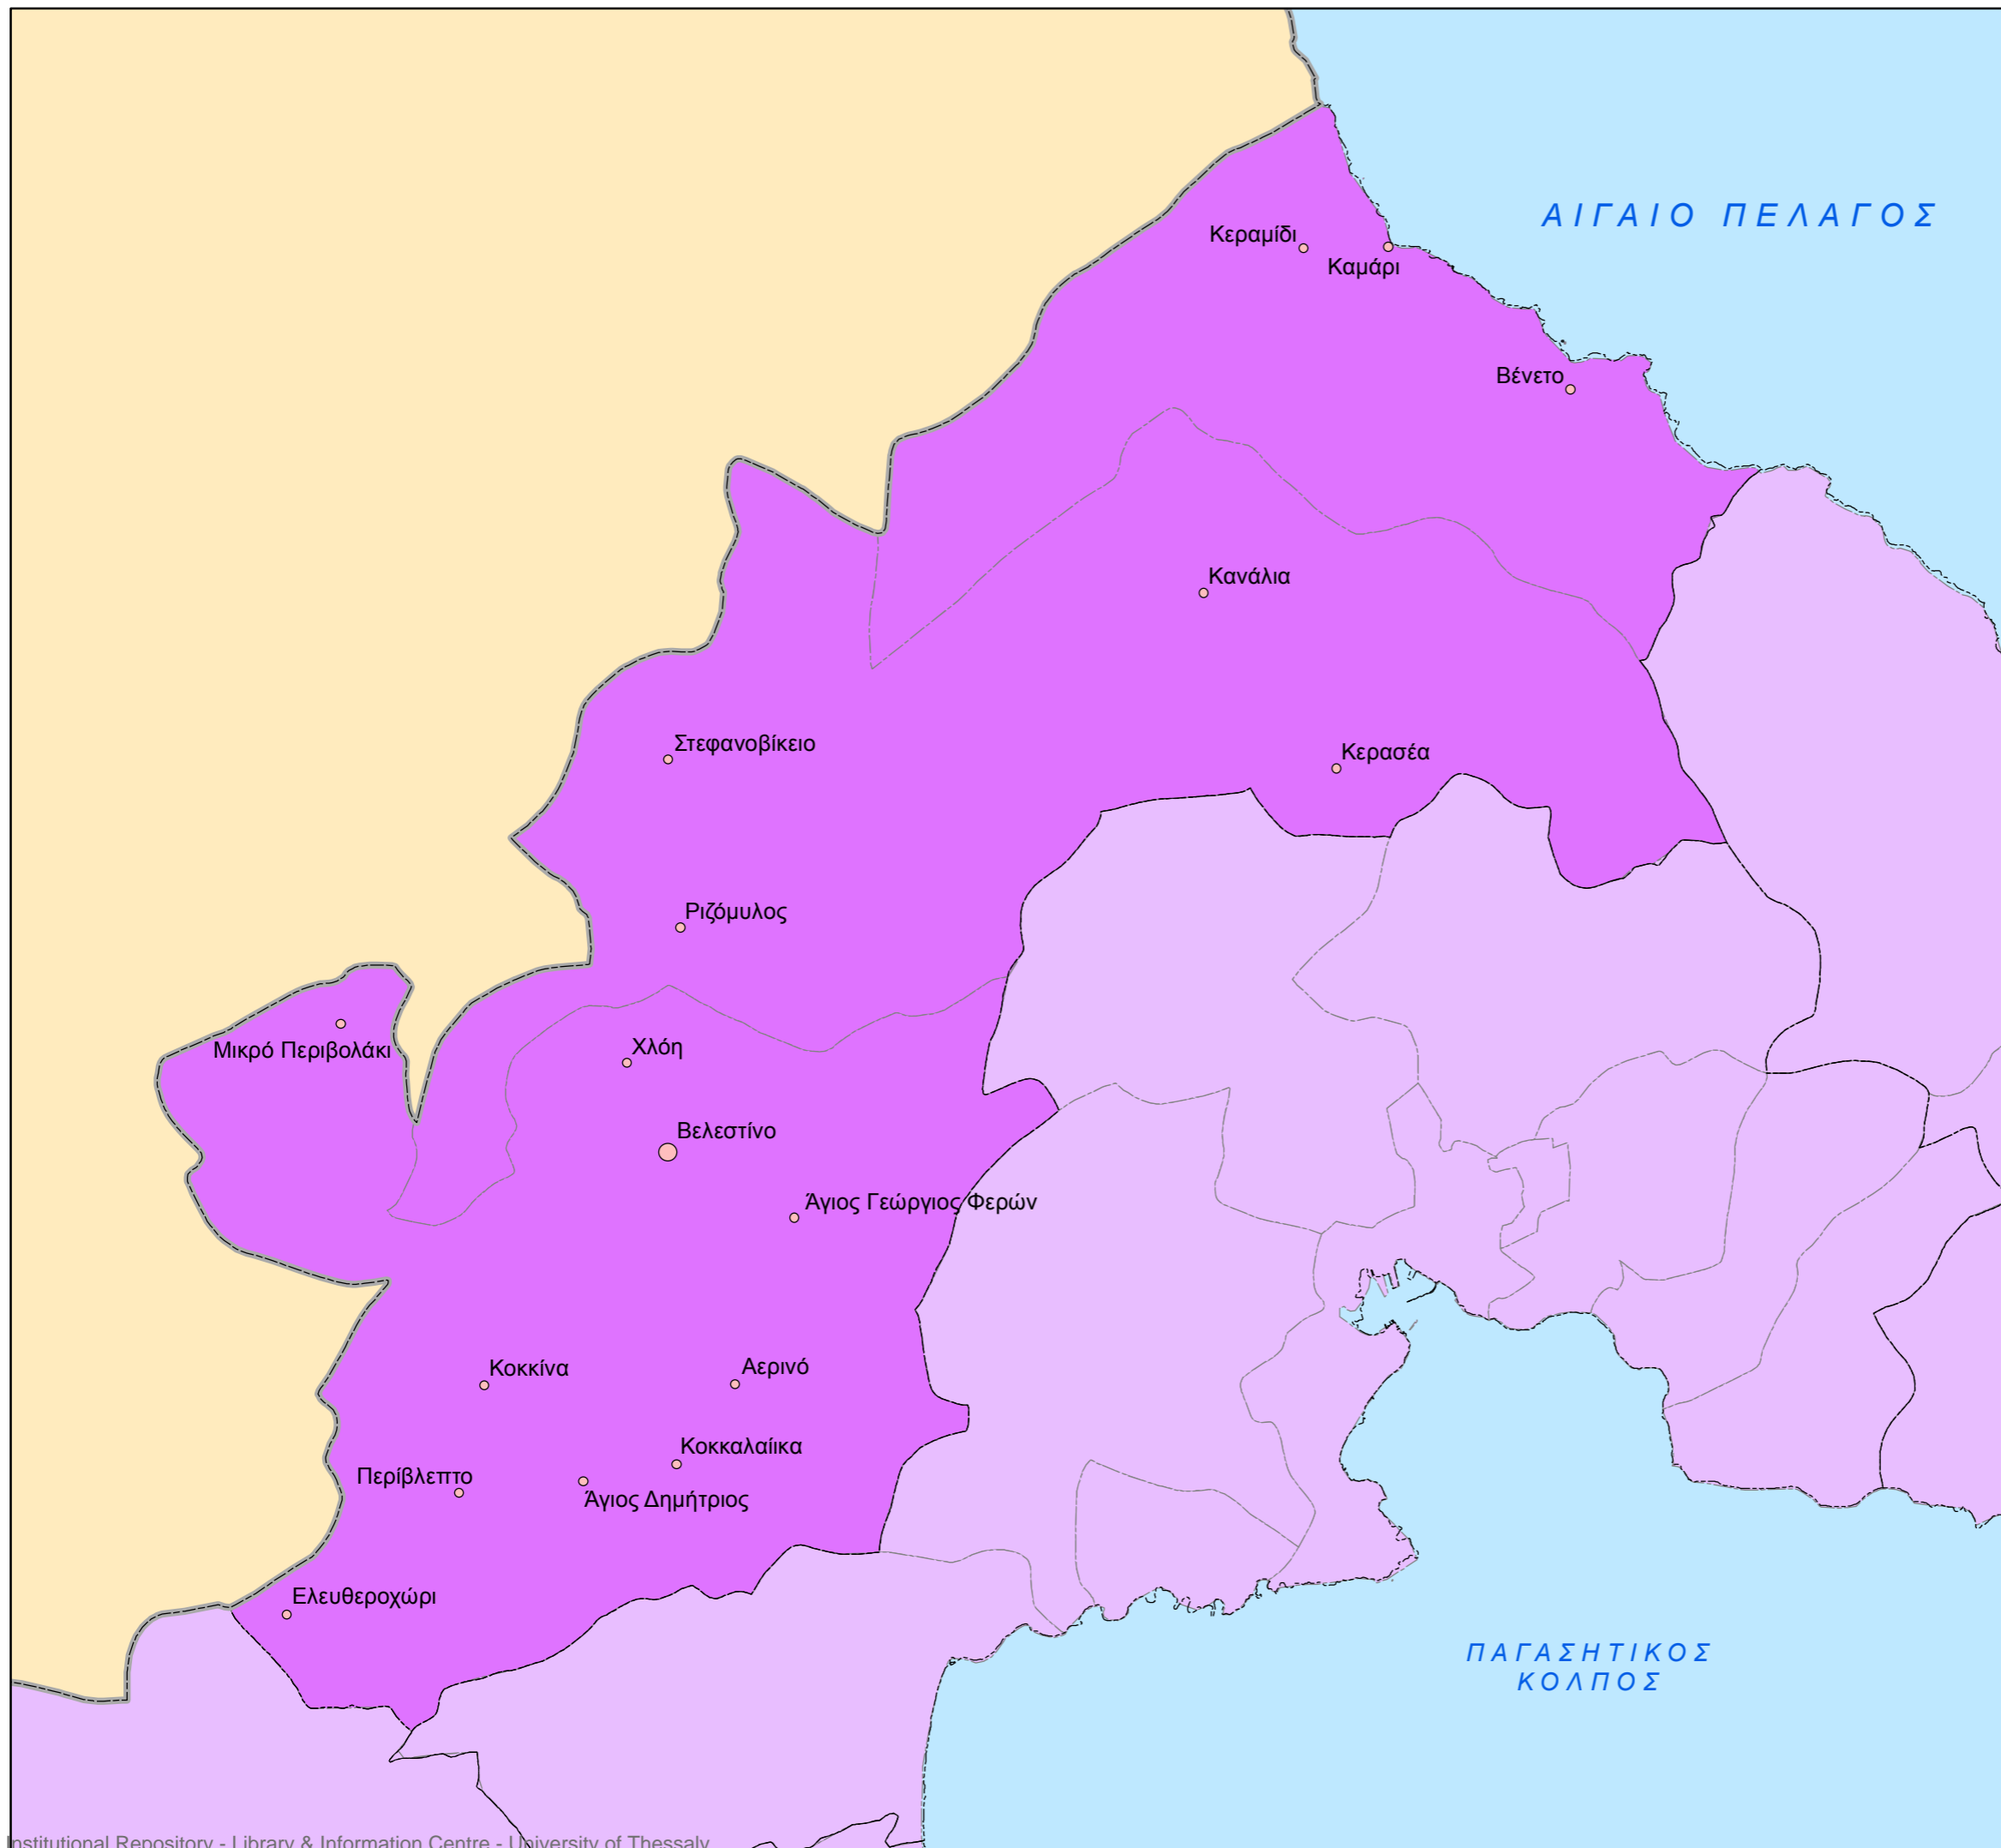 ΑΙΓΑΙΟ ΠΕΛΑΓΟΣ
Κεραμίδι
Καμάρι
Βένετο
Κανάλια
Στεφανοβίκειο
Κερασέα
Ριζόμυλος
Μικρό Περιβολάκι
Χλόη
Βελεστίνο
Άγιος Γεώργιος Φερών
Κοκκίνα
Αερινό
Κοκκαλαίικα
Περίβλεπτο
Άγιος Δημήτριος
Ελευθεροχώρι
ΠΑΓΑΣΗΤΙΚΟΣ
ΚΟΛΠΟΣ
Institutional Repository - Library & Information Centre - University of Thessaly